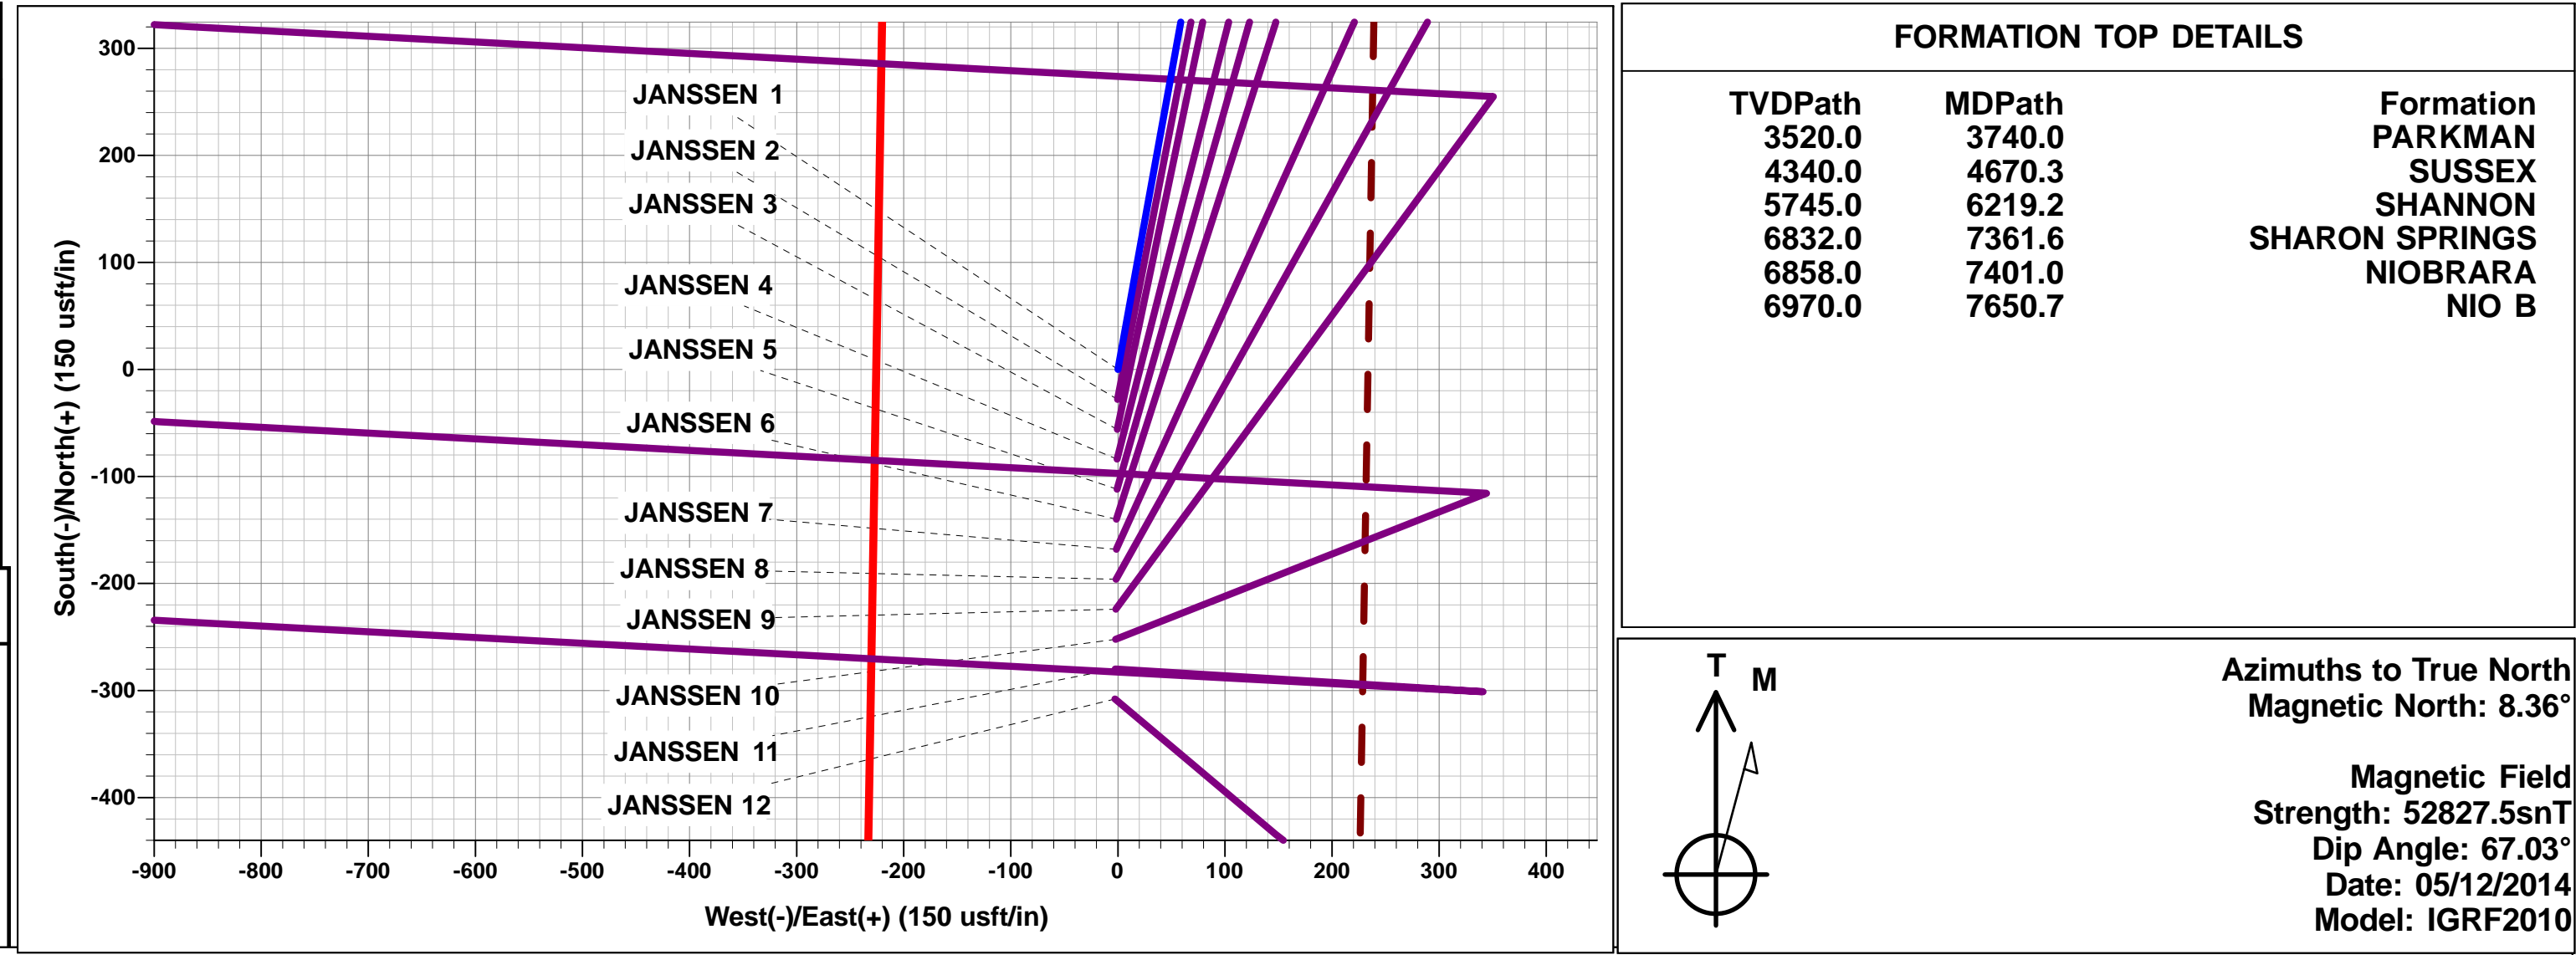 300
200
100
0
-100
-200
-300
-400
South(-)/North(+) (150 usft/in)
JANSSEN 1
JANSSEN 2
JANSSEN 3
JANSSEN 4
JANSSEN 5
JANSSEN 6
JANSSEN 7
JANSSEN 8
JANSSEN 9
JANSSEN 10
JANSSEN 11
JANSSEN 12
-900 -800 -700 -600 -500 -400 -300 -200 -100 0 100 200 300 400
West(-)/East(+) (150 usft/in)
FORMATION TOP DETAILS
TVDPath MDPath Formation
3520.0 3740.0 PARKMAN
4340.0 4670.3 SUSSEX
5745.0 6219.2 SHANNON
6832.0 7361.6 SHARON SPRINGS
6858.0 7401.0 NIOBRARA
6970.0 7650.7 NIO B
T M
Azimuths to True North
Magnetic North: 8.36°
Magnetic Field
Strength: 52827.5snT
Dip Angle: 67.03°
Date: 05/12/2014
Model: IGRF2010